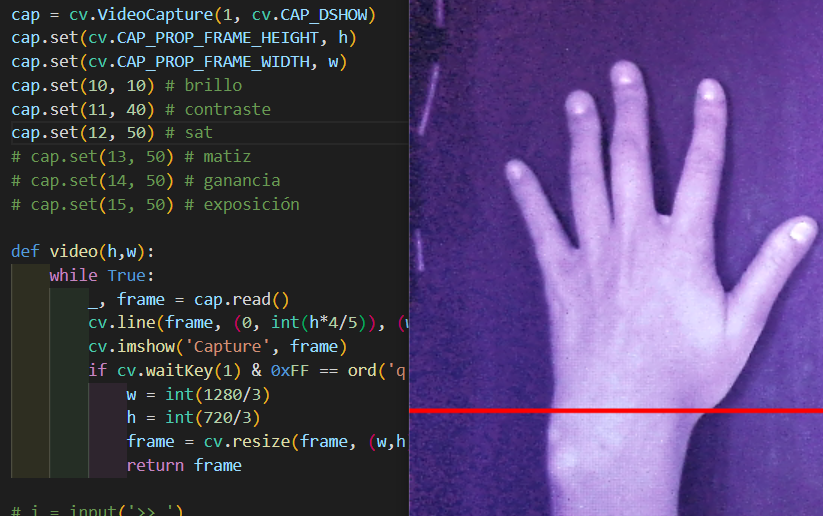 cap = cv.VideoCapture(1, cv.CAP_DSHOW)
cap.set(cv.CAP_PROP_FRAME_HEIGHT, h)
cap.set(cv.CAP_PROP_FRAME_WIDTH, w)
cap.set(10, 10) # brillo
cap.set(11, 40) # contraste
cap.set(12, 50) # sat
# cap.set(13, 50) # matiz
# cap.set(14, 50) # ganancia
# cap.set(15, 50) # exposición
def video(h,w):
while True:
_, frame = cap.read()
cv.line(frame, (0, int(h*4/5)), (w
cv.imshow('Capture', frame)
if cv.waitKey(1) & 0xFF == ord('q
w = int(1280/3)
h = int(720/3)
frame = cv.resize(frame, (w,h
return frame
# i = input('>> ')